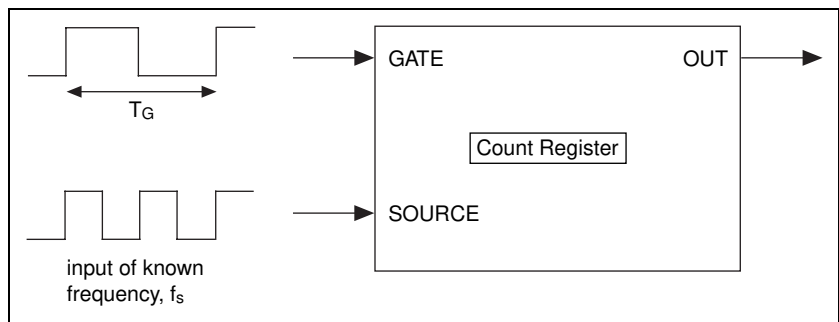 GATE
OUT
T_G
Count Register
SOURCE
input of known
frequency, f_s